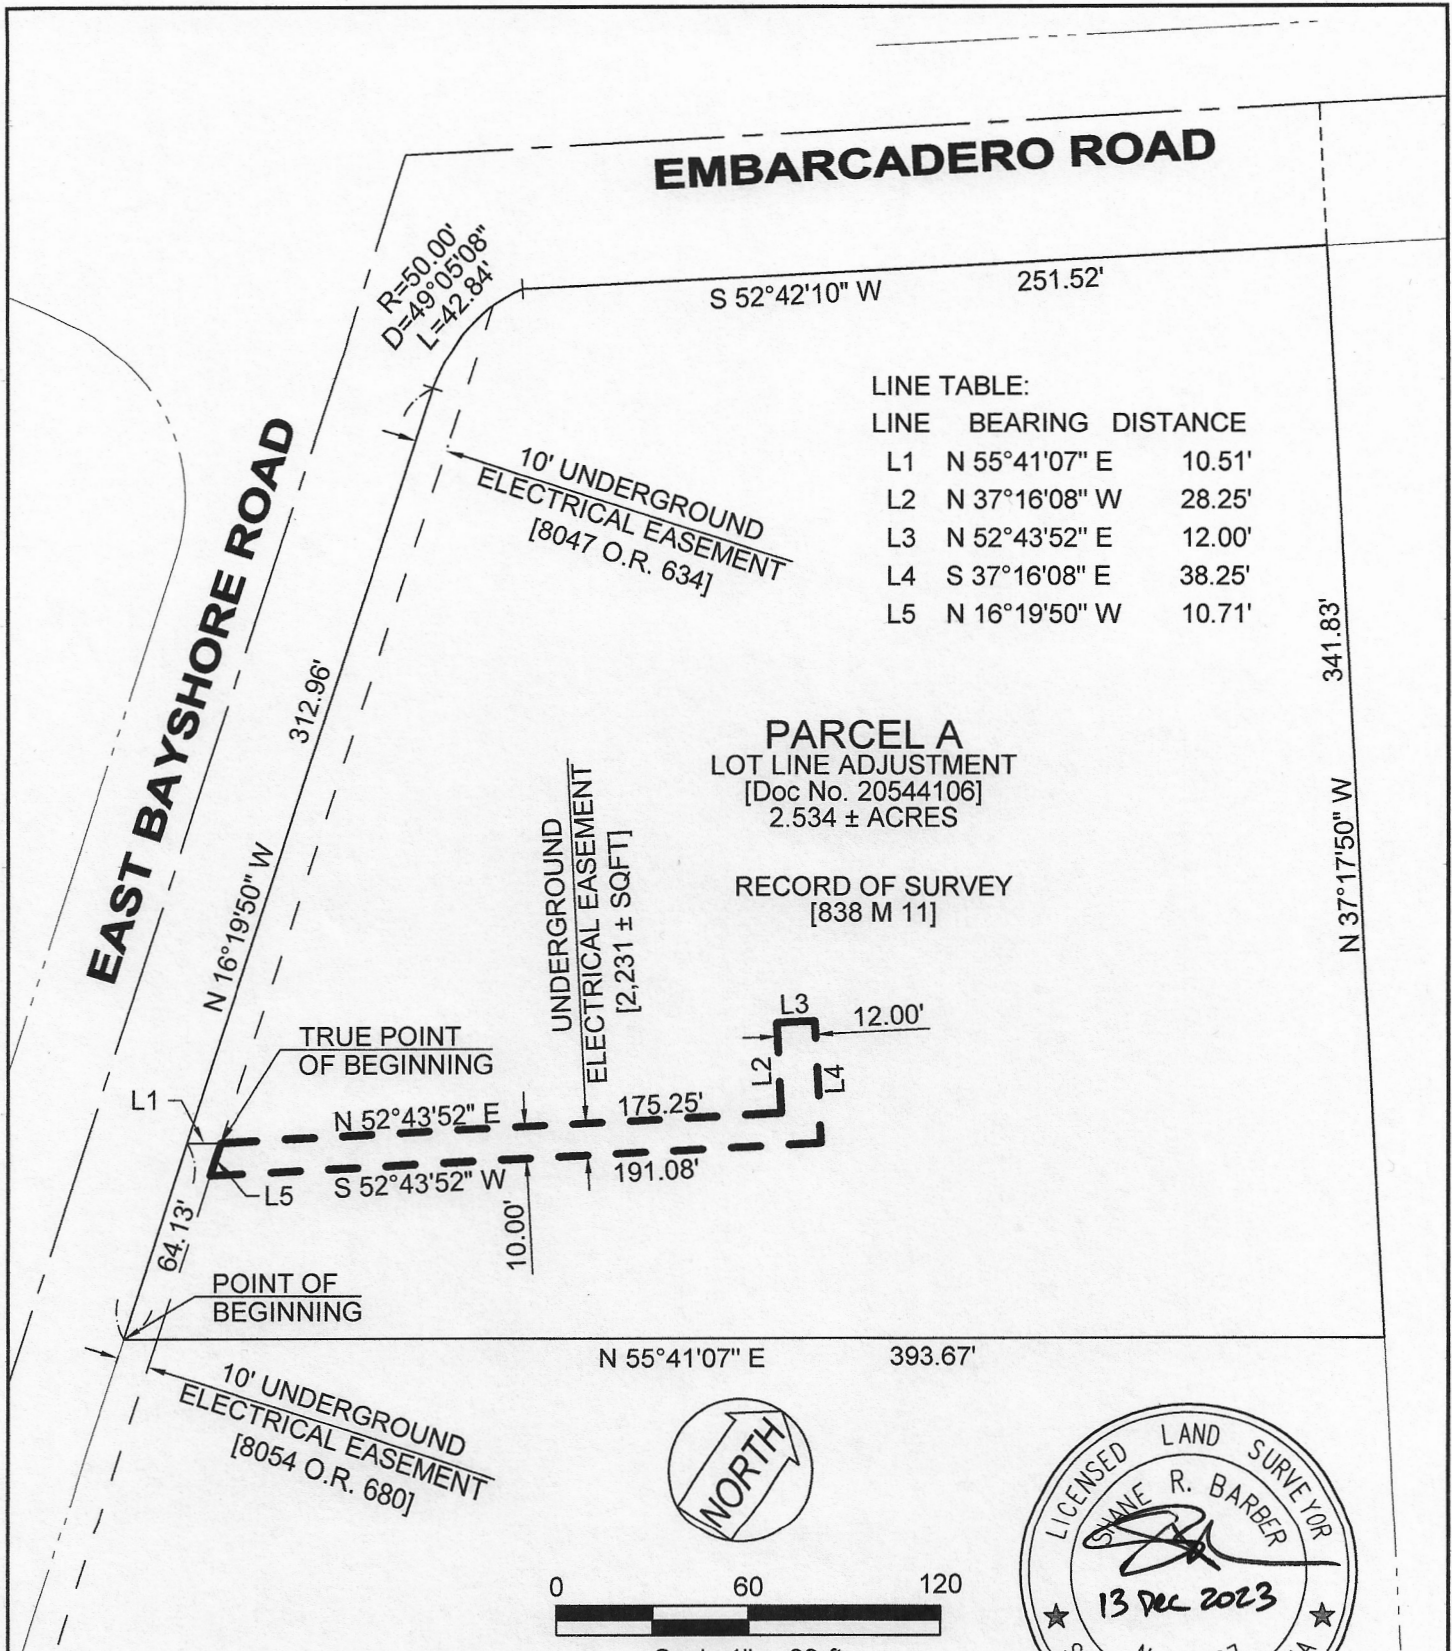 EMBARCADERO ROAD
R=50.00'
D=49°05'08"
L=42.84'
S 52°42'10" W 251.52'
LINE TABLE:
LINE BEARING DISTANCE
L1 N 55°41'07" E 10.51'
L2 N 37°16'08" W 28.25'
L3 N 52°43'52" E 12.00'
L4 S 37°16'08" E 38.25'
L5 N 16°19'50" W 10.71'
EAST BAYSHORE ROAD
10' UNDERGROUND
ELECTRICAL EASEMENT
[8047 O.R. 634]
312.96'
N 16°19'50" W
341.83'
N 37°17'50" W
PARCEL A
LOT LINE ADJUSTMENT
[Doc No. 20544106]
2.534 ± ACRES
RECORD OF SURVEY
[838 M 11]
UNDERGROUND
ELECTRICAL EASEMENT
[2,231 ± SQFT]
TRUE POINT
OF BEGINNING
L3
12.00'
L2
L4
L1
N 52°43'52" E 175.25'
S 52°43'52" W 191.08'
L5
10.00'
64.13'
POINT OF
BEGINNING
N 55°41'07" E 393.67'
10' UNDERGROUND
ELECTRICAL EASEMENT
[8054 O.R. 680]
NORTH
0 60 120
LICENSED LAND SURVEYOR
SHANE R. BARBER
13 Dec 2023